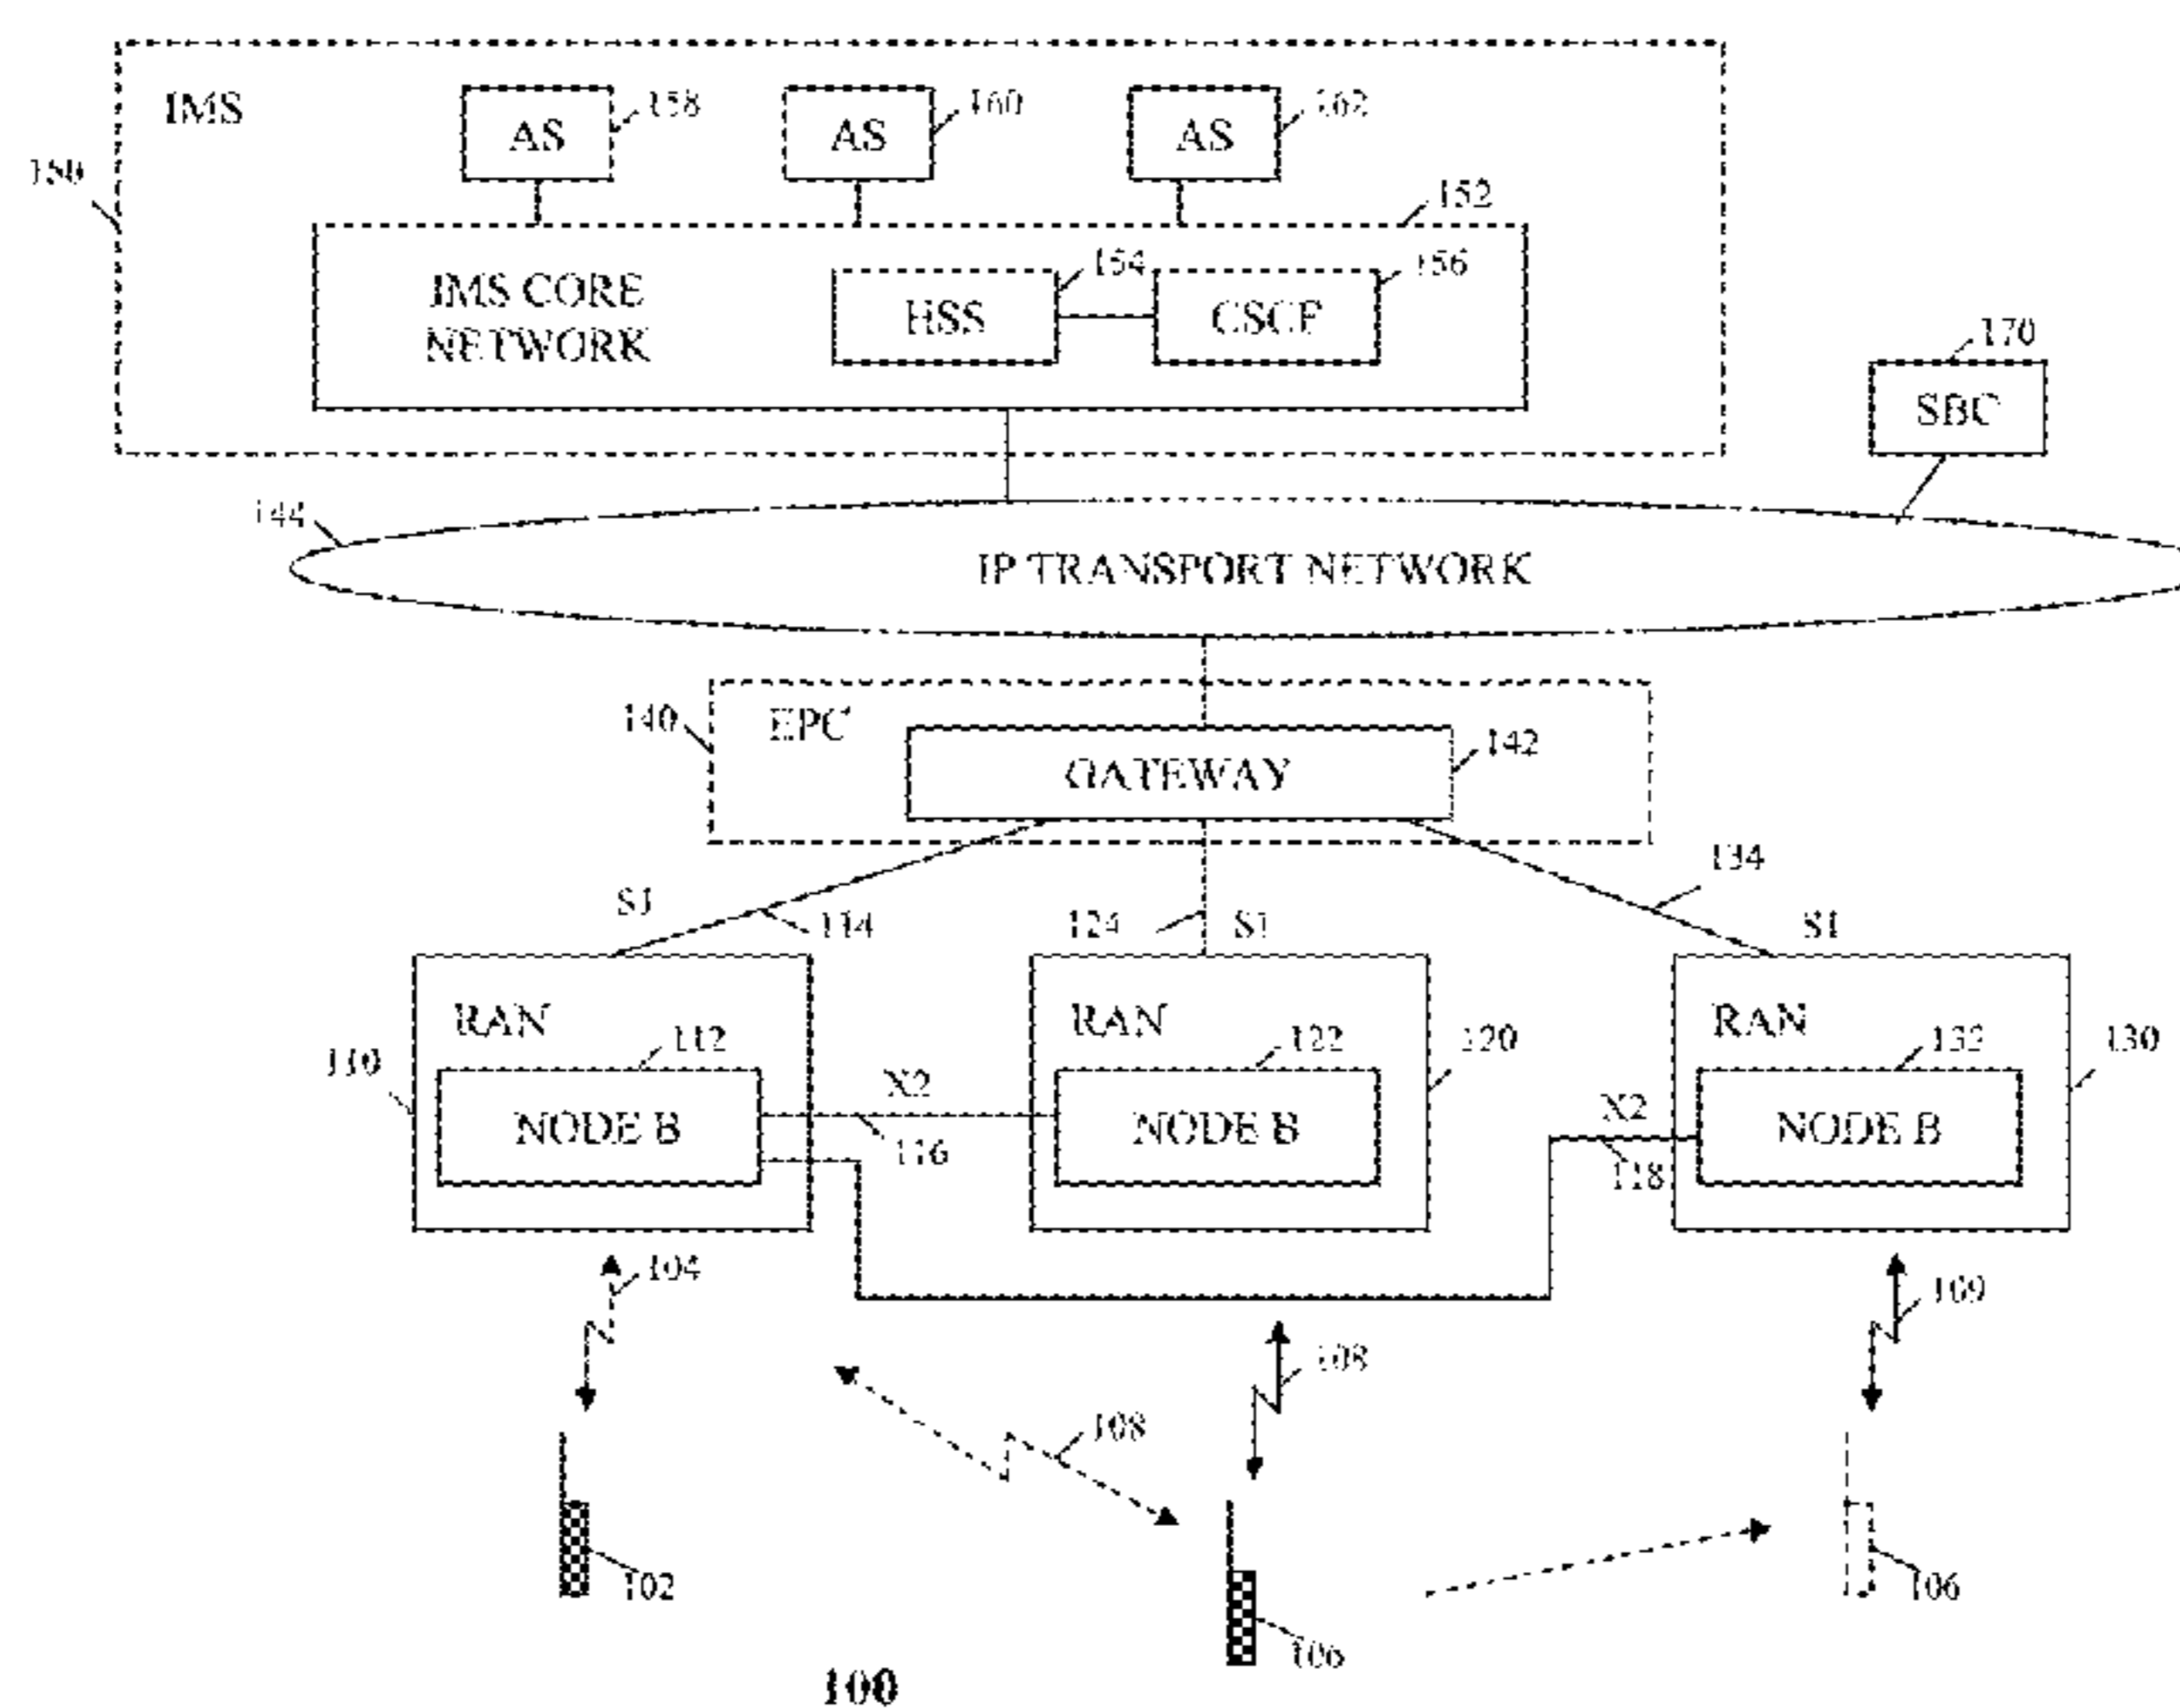 IMS
AS
158
AS
160
AS
162
150
152
IMS CORE
NETWORK
HSS
154
CSCF
156
170
SBC
144
IP TRANSPORT NETWORK
140
EPC
GATEWAY
142
S1
114
124
S1
134
S1
RAN
110
112
NODE B
X2
116
RAN
120
122
NODE B
X2
118
RAN
130
NODE B
104
108
108
109
102
106
106
100